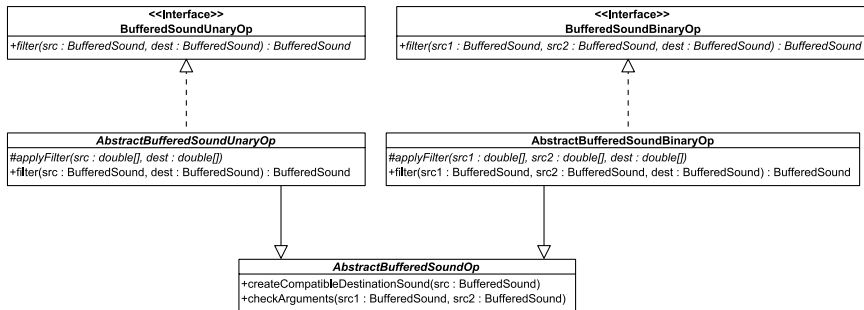 <<Interface>>
BufferedSoundUnaryOp
+filter(src : BufferedSound, dest : BufferedSound) : BufferedSound
<<Interface>>
BufferedSoundBinaryOp
+filter(src1 : BufferedSound, src2 : BufferedSound, dest : BufferedSound) : BufferedSound
AbstractBufferedSoundUnaryOp
#applyFilter(src : double[], dest : double[])
+filter(src : BufferedSound, dest : BufferedSound) : BufferedSound
AbstractBufferedSoundBinaryOp
#applyFilter(src1 : double[], src2 : double[], dest : double[])
+filter(src1 : BufferedSound, src2 : BufferedSound, dest : BufferedSound) : BufferedSound
AbstractBufferedSoundOp
+createCompatibleDestinationSound(src : BufferedSound)
+checkArguments(src1 : BufferedSound, src2 : BufferedSound)